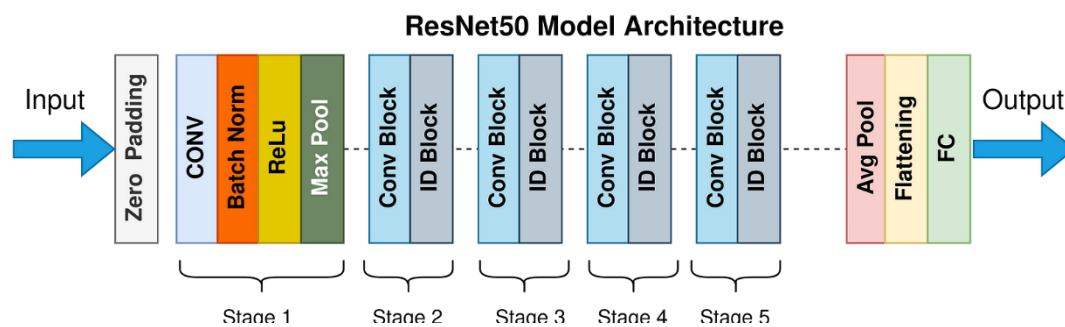 ResNet50 Model Architecture
Input
Zero Padding
CONV
Batch Norm
ReLu
Max Pool
Conv Block
ID Block
Conv Block
ID Block
Conv Block
ID Block
Conv Block
ID Block
Avg Pool
Flattening
FC
Output
Stage 1
Stage 2
Stage 3
Stage 4
Stage 5